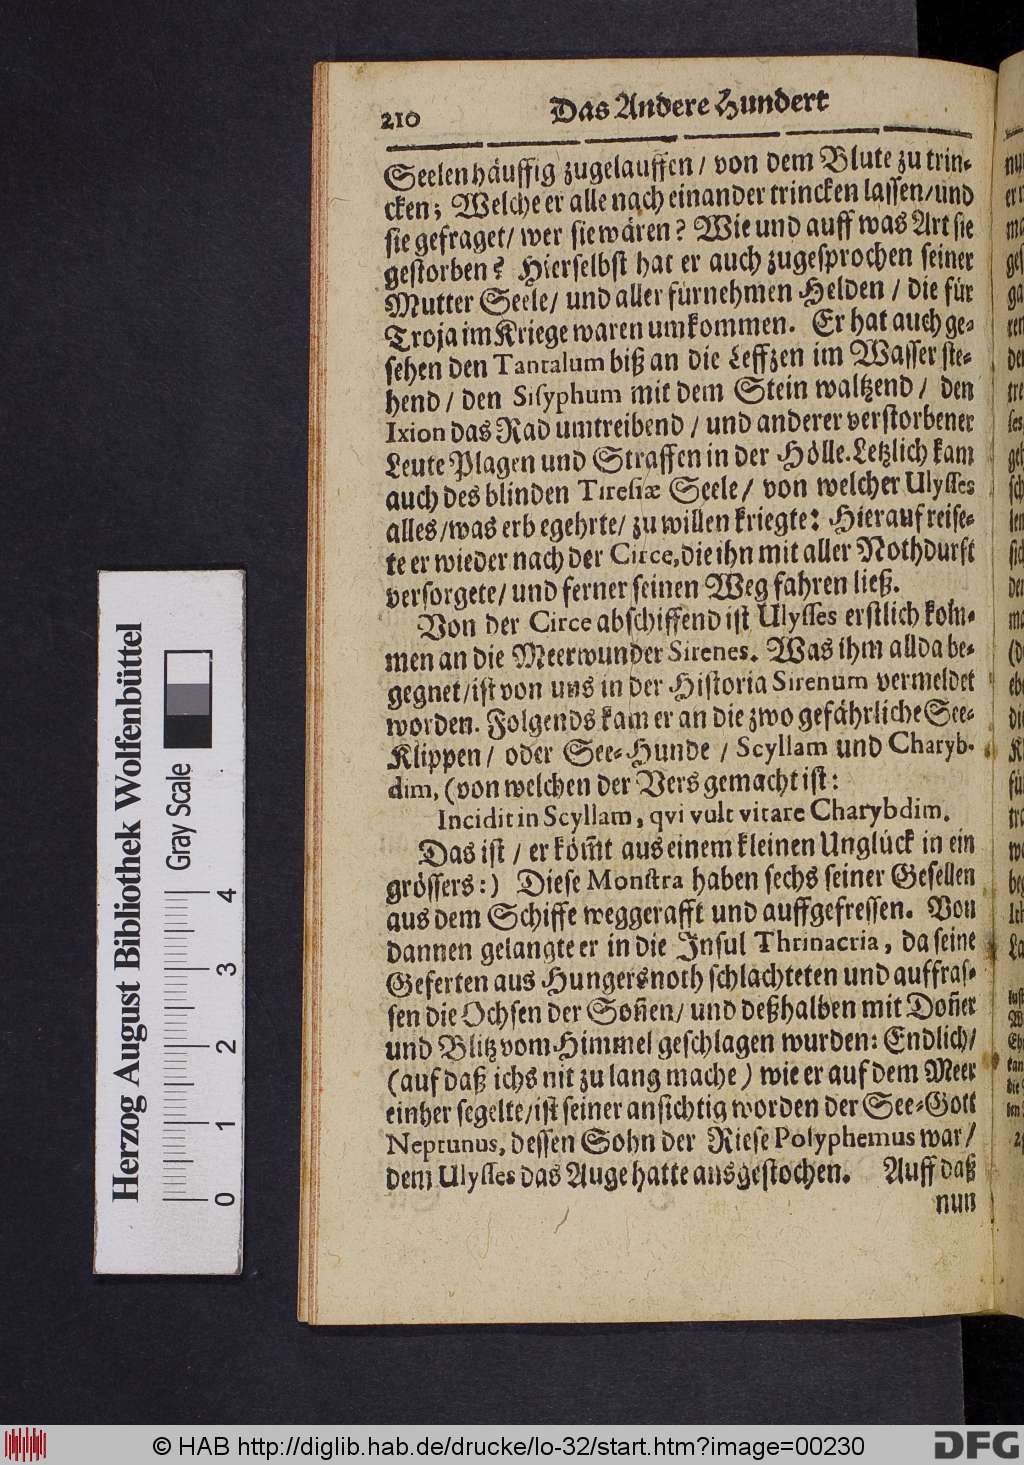 210 Das Andere Hundert
Seelen häuffig zugelauffen / von dem Blute zu trin-
cken; Welche er alle nach einander trincken lassen/ und
sie gefraget/ wer sie wären? Wie und auff was Art sie
gestorben? Hierselbst hat er auch zugesprochen seiner
Mutter Seele/ und aller fürnehmen Helden / die für
Troja im Kriege waren umkommen. Er hat auch ge-
sehen den Tantalum biß an die Leffzen im Wasser ste-
hend / den Sisyphum mit dem Stein waltzend / den
Ixion das Rad umtreibend / und anderer verstorbener
Leute Plagen und Straffen in der Hölle. Letzlich kam
auch des blinden Tiresiæ Seele/ von welcher Ulysses
alles/ was er begehrte/ zu willen kriegte: Hierauf reise-
te er wieder nach der Circe, die ihn mit aller Nothdurft
versorgete/ und ferner seinen Weg fahren ließ.
Von der Circe abschiffend ist Ulysses erstlich kom-
men an die Meerwunder Sirenes. Was ihm allda be-
gegnet/ ist von uns in der Historia Sirenum vermeldet
worden. Folgends kam er an die zwo gefährliche See-
Klippen/ oder See-Hunde / Scyllam und Charyb-
dim, (von welchen der Vers gemacht ist:
Incidit in Scyllam, qvi vult vitare Charybdim.
Das ist / er kom̃t aus einem kleinen Unglück in ein
grössers:) Diese Monstra haben sechs seiner Gesellen
aus dem Schiffe weggerafft und auffgefressen. Von
dannen gelangte er in die Insul Thrinacria, da seine
Geferten aus Hungersnoth schlachteten und auffras-
sen die Ochsen der Soñen/ und deßhalben mit Doñer
und Blitz vom Himmel geschlagen wurden: Endlich/
(auf daß ichs nit zu lang mache) wie er auf dem Meer
einher segelte/ ist seiner ansichtig worden der See-Gott
Neptunus, dessen Sohn der Riese Polyphemus war/
dem Ulysses das Auge hatte ausgestochen. Auff daß
nun
Herzog August Bibliothek Wolfenbüttel
Gray Scale
0 1 2 3 4
© HAB http://diglib.hab.de/drucke/lo-32/start.htm?image=00230
DFG